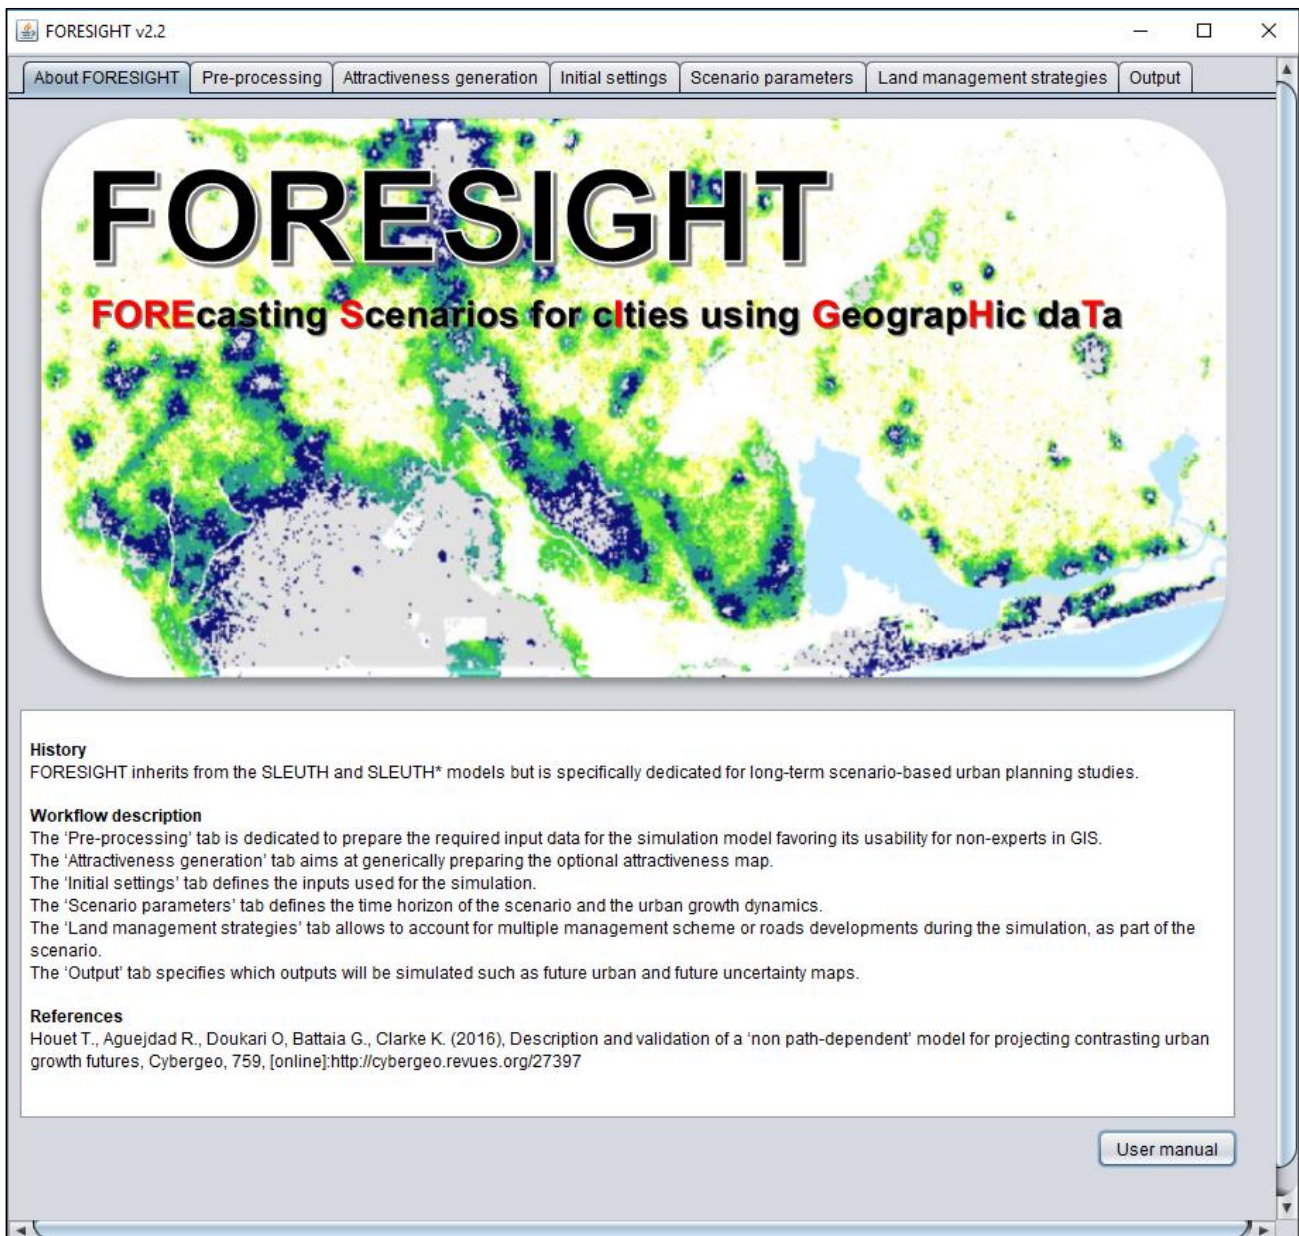 FORESIGHT v2.2
About FORESIGHT Pre-processing Attractiveness generation Initial settings Scenario parameters Land management strategies Output
FORESIGHT
FOREcasting Scenarios for cIties using GeograpHic daTa
History
FORESIGHT inherits from the SLEUTH and SLEUTH* models but is specifically dedicated for long-term scenario-based urban planning studies.
Workflow description
The ‘Pre-processing’ tab is dedicated to prepare the required input data for the simulation model favoring its usability for non-experts in GIS.
The ‘Attractiveness generation’ tab aims at generically preparing the optional attractiveness map.
The ‘Initial settings’ tab defines the inputs used for the simulation.
The ‘Scenario parameters’ tab defines the time horizon of the scenario and the urban growth dynamics.
The ‘Land management strategies’ tab allows to account for multiple management scheme or roads developments during the simulation, as part of the
scenario.
The ‘Output’ tab specifies which outputs will be simulated such as future urban and future uncertainty maps.
References
Houet T., Aguejdad R., Doukari O, Battaia G., Clarke K. (2016), Description and validation of a ‘non path-dependent’ model for projecting contrasting urban
growth futures, Cybergeo, 759, [online]:http://cybergeo.revues.org/27397
User manual